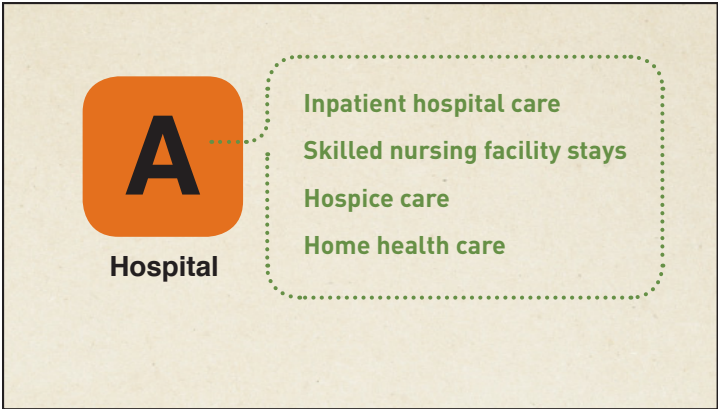 A
Hospital
Inpatient hospital care
Skilled nursing facility stays
Hospice care
Home health care